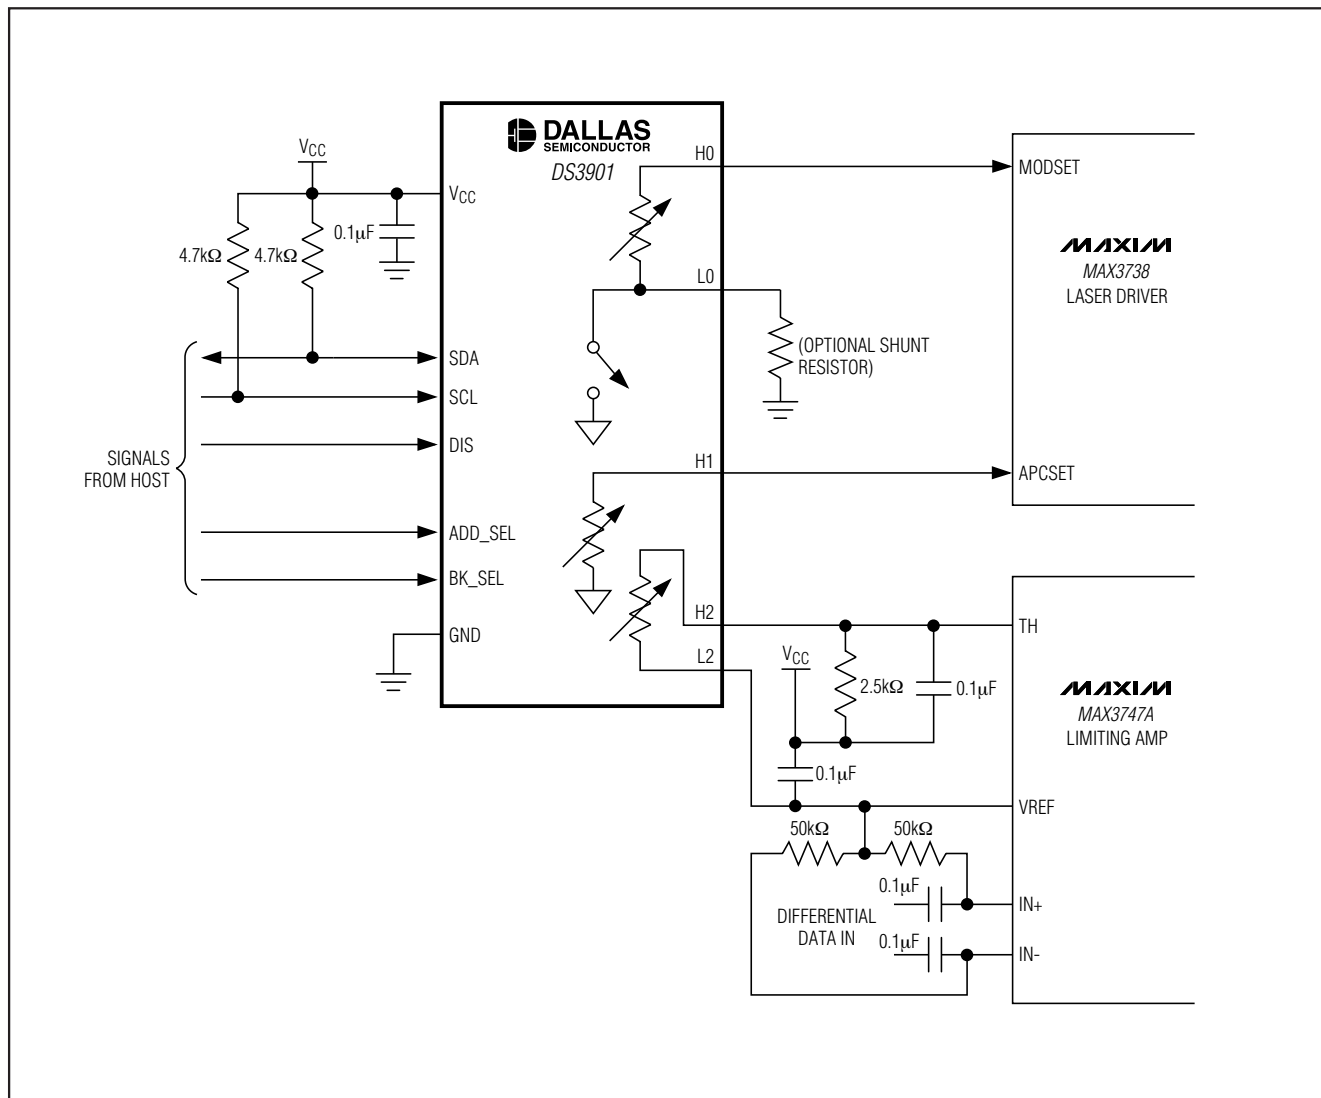 DALLAS
SEMICONDUCTOR
DS3901
VCC
VCC
0.1µF
4.7kΩ
4.7kΩ
SDA
SCL
DIS
ADD_SEL
BK_SEL
GND
SIGNALS
FROM HOST
H0
L0
H1
H2
L2
(OPTIONAL SHUNT
RESISTOR)
MODSET
MAXIM
MAX3738
LASER DRIVER
APCSET
VCC
2.5kΩ
0.1µF
0.1µF
TH
MAXIM
MAX3747A
LIMITING AMP
VREF
50kΩ
50kΩ
0.1µF
IN+
DIFFERENTIAL
DATA IN
0.1µF
IN-